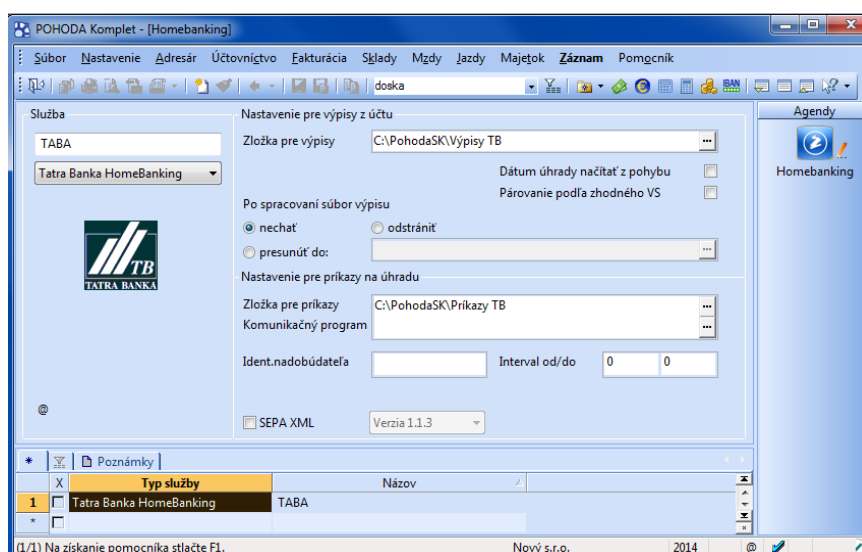 POHODA Komplet - [Homebanking]
Súbor Nastavenie Adresár Účtovníctvo Fakturácia Sklady Mzdy Jazdy Majetok Záznam Pomocník
doska
IBAN
Služba
TABA
Tatra Banka HomeBanking
TB
TATRA BANKA
@
Nastavenie pre výpisy z účtu
Zložka pre výpisy C:\PohodaSK\Výpisy TB ...
Dátum úhrady načítať z pohybu
Párovanie podľa zhodného VS
Po spracovaní súbor výpisu
nechať odstrániť
presunúť do: ...
Nastavenie pre príkazy na úhradu
Zložka pre príkazy C:\PohodaSK\Príkazy TB ...
Komunikačný program ...
Ident.nadobúdateľa Interval od/do 0 0
SEPA XML Verzia 1.1.3
Agendy
Homebanking
* Poznámky
X Typ služby Názov
1 Tatra Banka HomeBanking TABA
*
(1/1) Na získanie pomocníka stlačte F1. Nový s.r.o. 2014 @